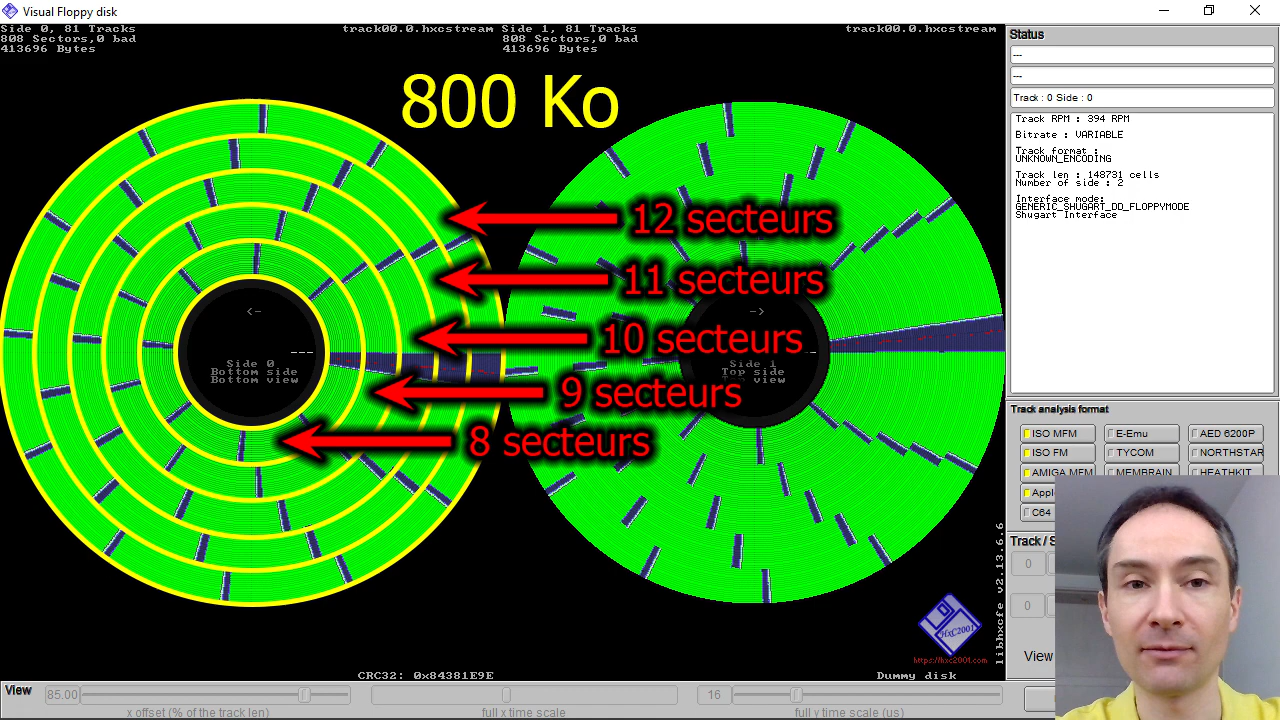 Visual Floppy disk
Side 0, 81 Tracks
808 Sectors,0 bad
413696 Bytes
track00.0.hxcstream
Side 1, 81 Tracks
808 Sectors,0 bad
413696 Bytes
track00.0.hxcstream
800 Ko
12 secteurs
11 secteurs
10 secteurs
9 secteurs
8 secteurs
<-
---
Side 0
Bottom side
Bottom view
->
Side 1
Top side
view
CRC32: 0x84381E9E
Dummy disk
HxC2001
https://hxc2001.com
libhxcfe v2.13.6.6
Status
---
---
Track : 0 Side : 0
Track RPM : 394 RPM
Bitrate : VARIABLE
Track format :
UNKNOWN_ENCODING
Track len : 148731 cells
Number of side : 2
Interface mode:
GENERIC_SHUGART_DD_FLOPPYMODE
Shugart Interface
Track analysis format
ISO MFM
E-Emu
AED 6200P
ISO FM
TYCOM
NORTHSTAR
AMIGA MFM
MEMBRAIN
HEATHKIT
Appl
C64
Track / S
0
0
View
View
85.00
16
x offset (% of the track len)
full x time scale
full y time scale (us)